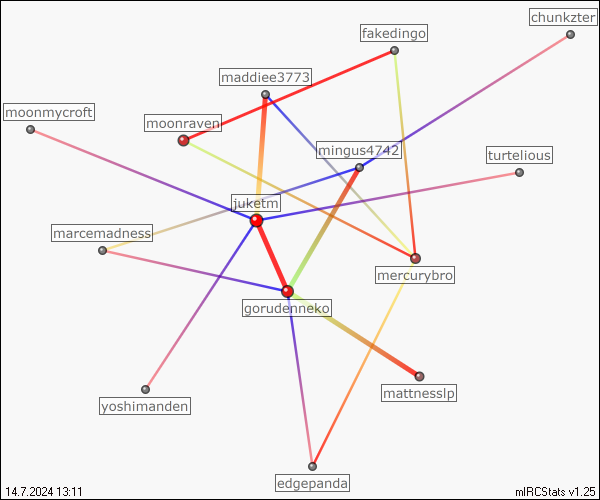 chunkzter
fakedingo
maddiee3773
moonmycroft
moonraven
mingus4742
turtelious
juketm
marcemadness
mercurybro
gorudenneko
mattnesslp
yoshimanden
edgepanda
14.7.2024 13:11
mIRCStats v1.25